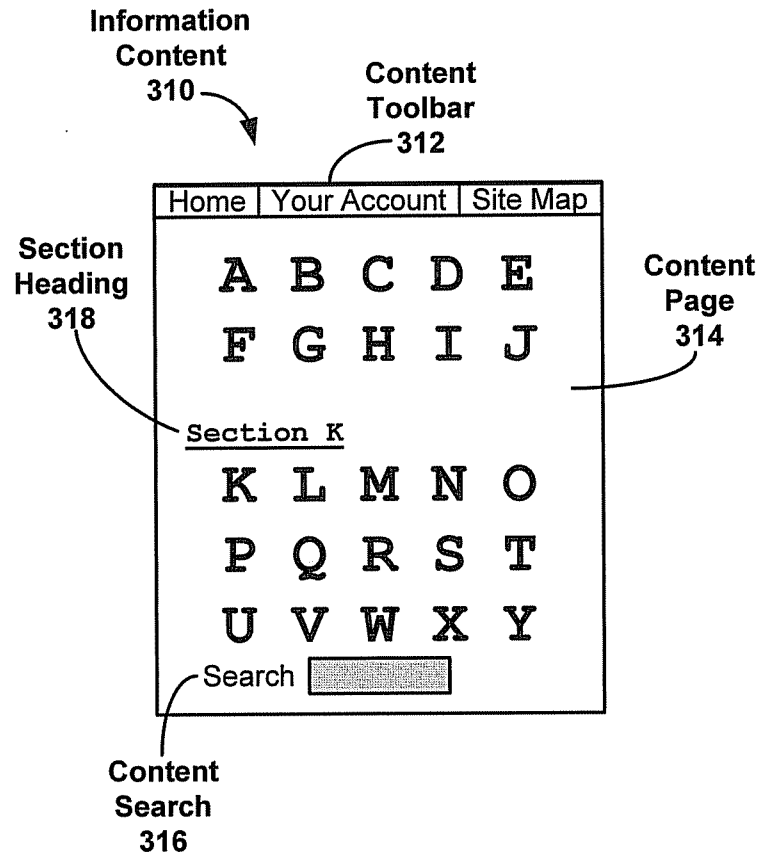 Information
Content
310
Content
Toolbar
312
Home Your Account Site Map
Section
Heading
318
A B C D E
F G H I J
Content
Page
314
Section K
K L M N O
P Q R S T
U V W X Y
Search
Content
Search
316